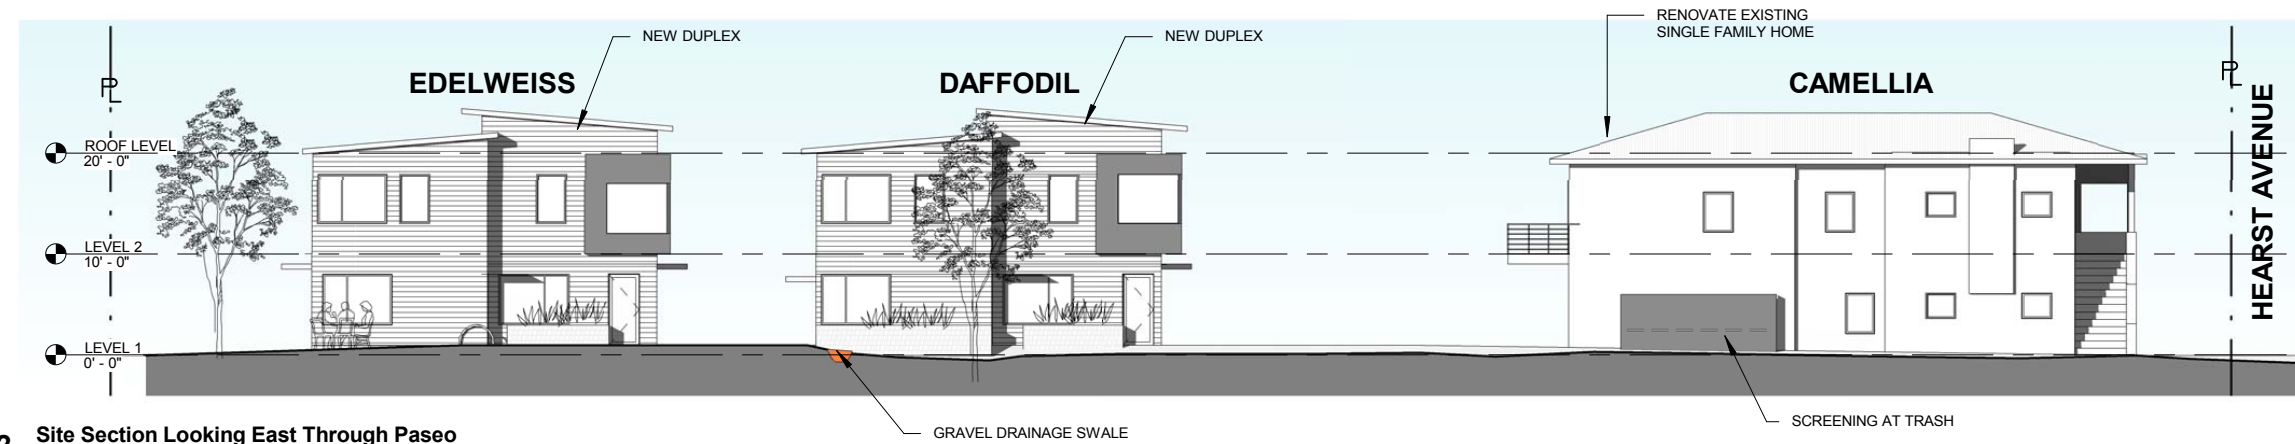 RENOVATE EXISTING
SINGLE FAMILY HOME
NEW DUPLEX
NEW DUPLEX
EDELWEISS
DAFFODIL
CAMELLIA
PL
PL
HEARST AVENUE
ROOF LEVEL
20' - 0"
LEVEL 2
10' - 0"
LEVEL 1
0' - 0"
GRAVEL DRAINAGE SWALE
SCREENING AT TRASH
Site Section Looking East Through Paseo